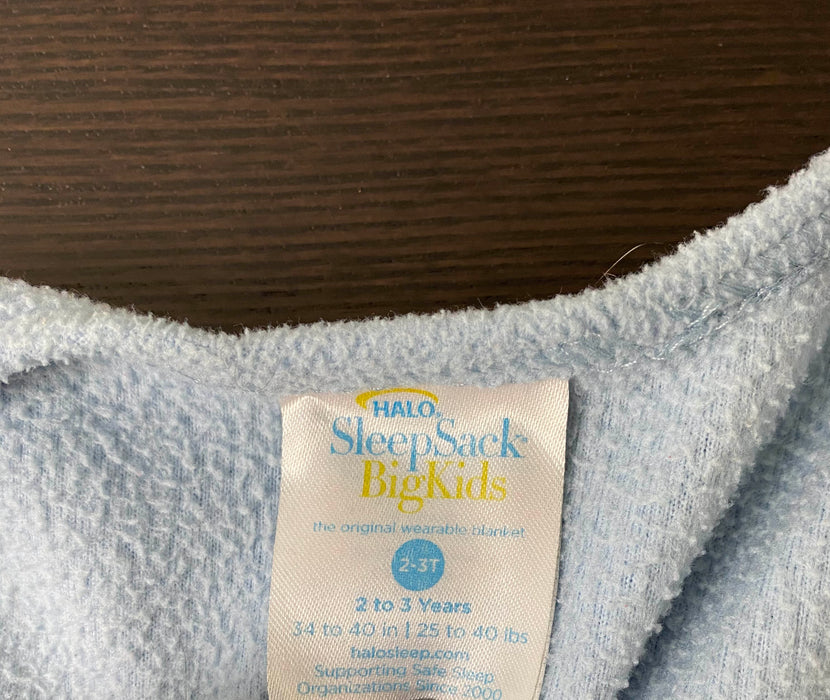 HALO®
SleepSack®
BigKids
the original wearable blanket
2-3T
2 to 3 Years
34 to 40 in | 25 to 40 lbs
halosleep.com
Supporting Safe Sleep
Organizations Since 2000